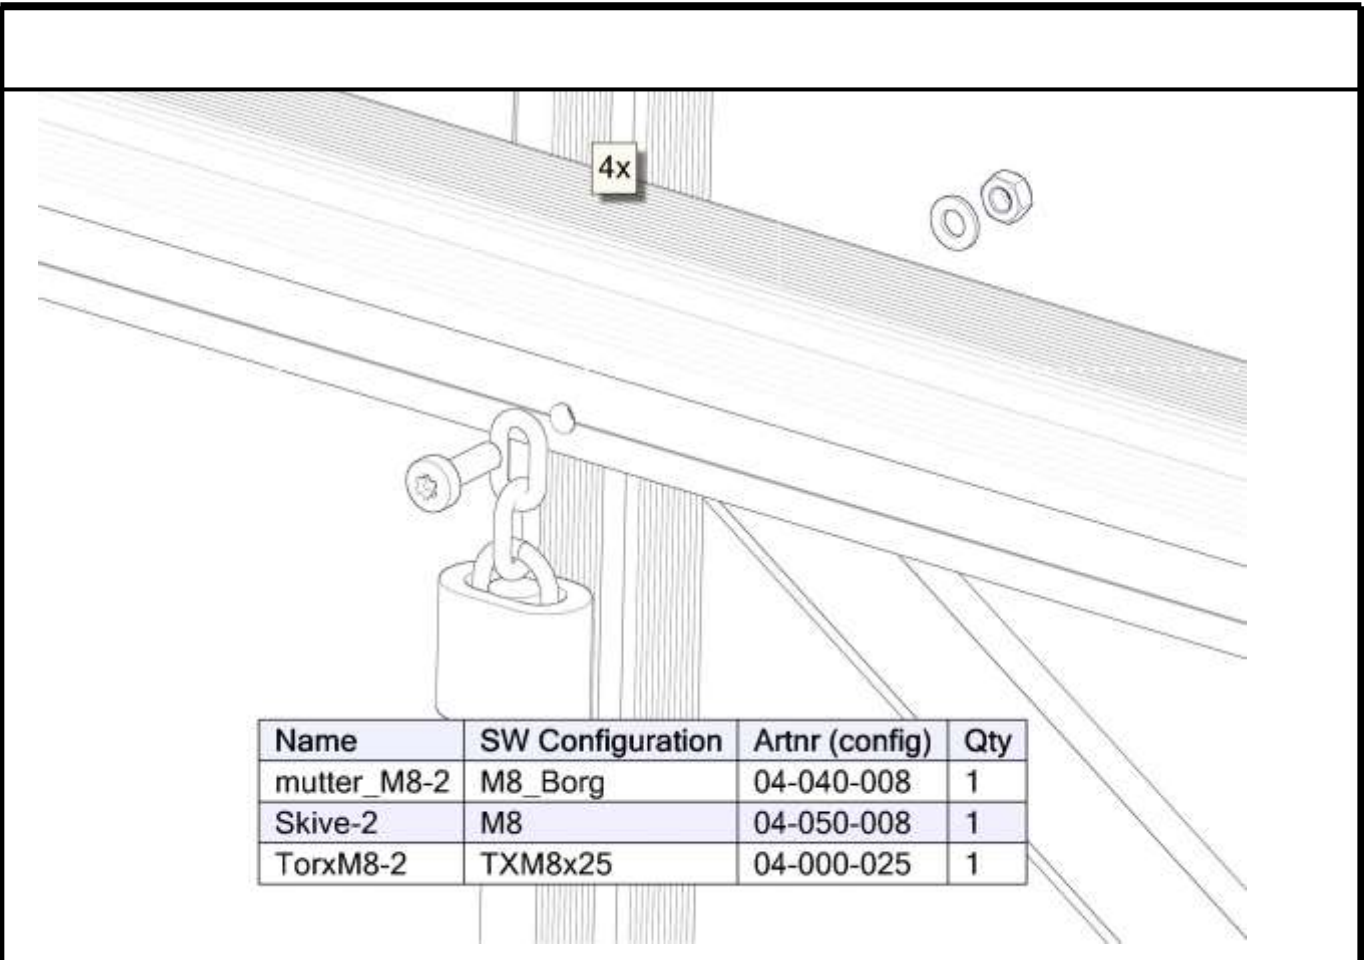 4x
Name SW Configuration Artnr (config) Qty
mutter_M8-2 M8_Borg 04-040-008 1
Skive-2 M8 04-050-008 1
TorxM8-2 TXM8x25 04-000-025 1